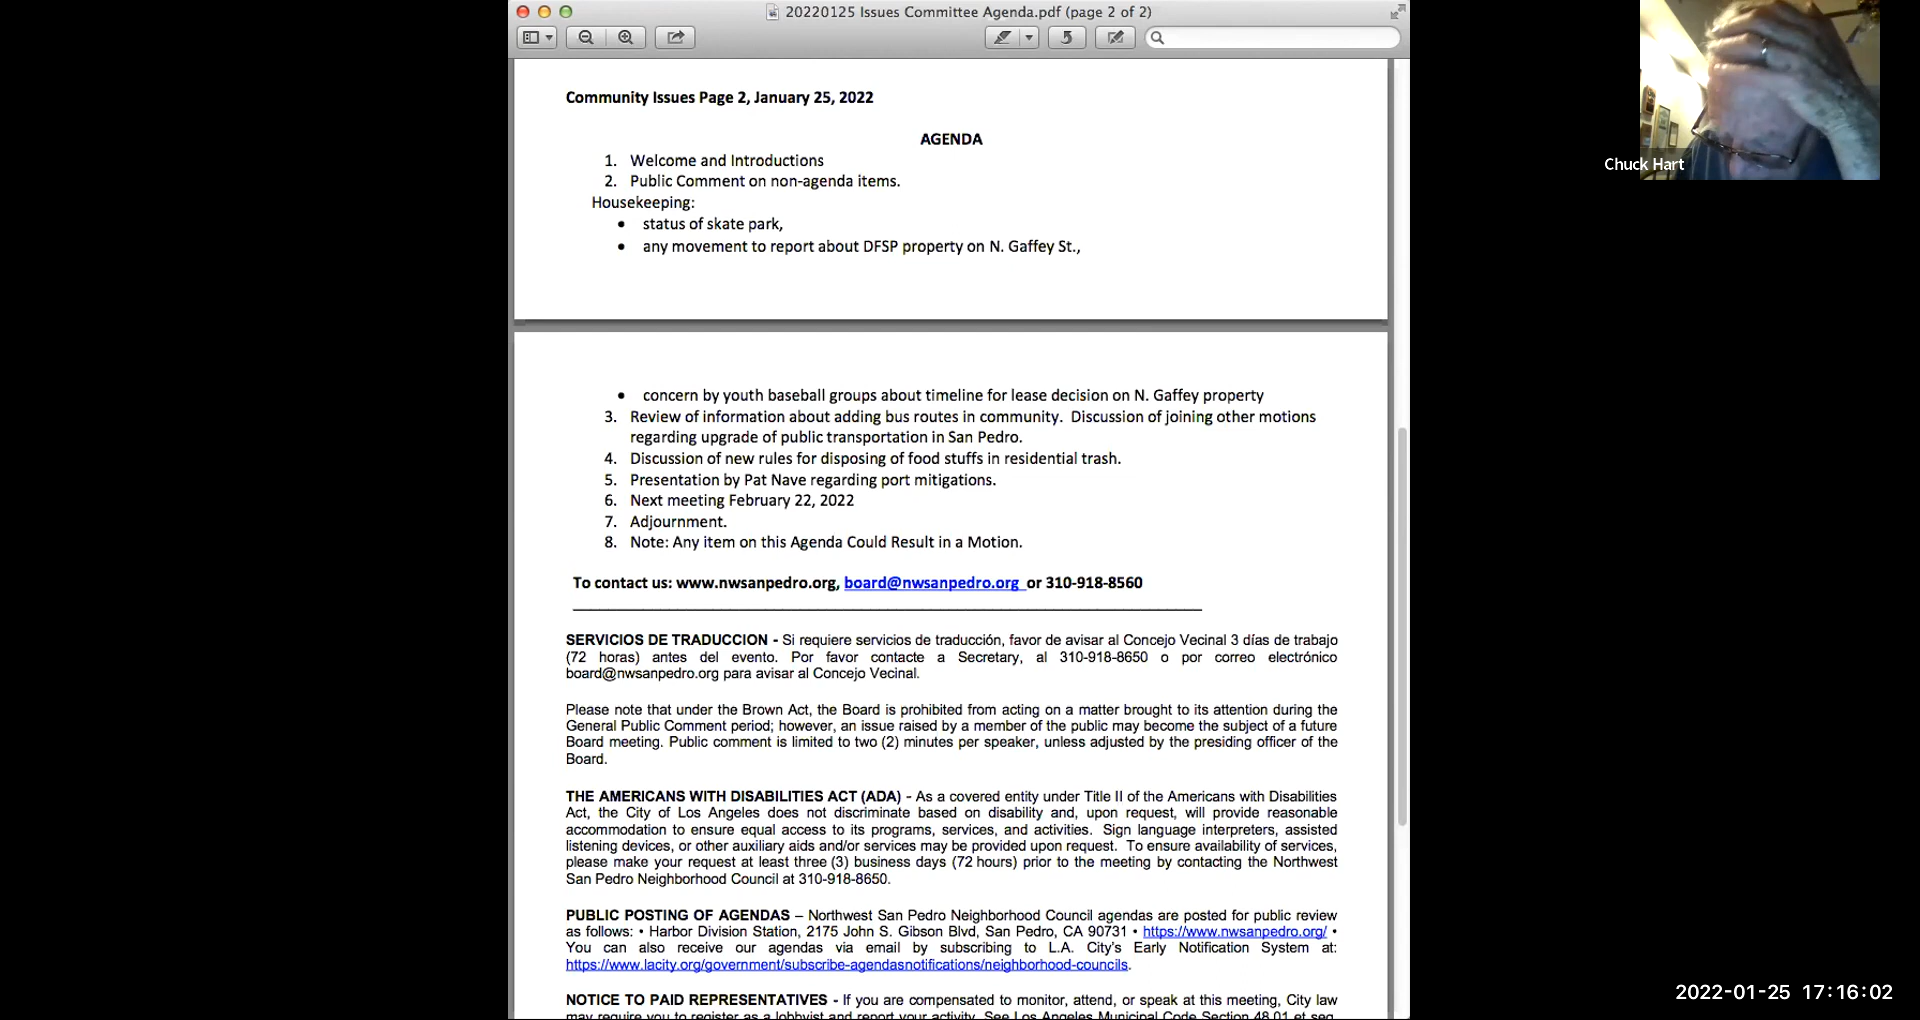 20220125 Issues Committee Agenda.pdf (page 2 of 2)
Community Issues Page 2, January 25, 2022
AGENDA
1. Welcome and Introductions
2. Public Comment on non-agenda items.
Housekeeping:
• status of skate park,
• any movement to report about DFSP property on N. Gaffey St.,
• concern by youth baseball groups about timeline for lease decision on N. Gaffey property
3. Review of information about adding bus routes in community. Discussion of joining other motions
regarding upgrade of public transportation in San Pedro.
4. Discussion of new rules for disposing of food stuffs in residential trash.
5. Presentation by Pat Nave regarding port mitigations.
6. Next meeting February 22, 2022
7. Adjournment.
8. Note: Any item on this Agenda Could Result in a Motion.
To contact us: www.nwsanpedro.org, board@nwsanpedro.org or 310-918-8560
SERVICIOS DE TRADUCCION - Si requiere servicios de traducción, favor de avisar al Concejo Vecinal 3 días de trabajo
(72 horas) antes del evento. Por favor contacte a Secretary, al 310-918-8650 o por correo electrónico
board@nwsanpedro.org para avisar al Concejo Vecinal.
Please note that under the Brown Act, the Board is prohibited from acting on a matter brought to its attention during the
General Public Comment period; however, an issue raised by a member of the public may become the subject of a future
Board meeting. Public comment is limited to two (2) minutes per speaker, unless adjusted by the presiding officer of the
Board.
THE AMERICANS WITH DISABILITIES ACT (ADA) - As a covered entity under Title II of the Americans with Disabilities
Act, the City of Los Angeles does not discriminate based on disability and, upon request, will provide reasonable
accommodation to ensure equal access to its programs, services, and activities. Sign language interpreters, assisted
listening devices, or other auxiliary aids and/or services may be provided upon request. To ensure availability of services,
please make your request at least three (3) business days (72 hours) prior to the meeting by contacting the Northwest
San Pedro Neighborhood Council at 310-918-8650.
PUBLIC POSTING OF AGENDAS – Northwest San Pedro Neighborhood Council agendas are posted for public review
as follows: • Harbor Division Station, 2175 John S. Gibson Blvd, San Pedro, CA 90731 • https://www.nwsanpedro.org/ •
You can also receive our agendas via email by subscribing to L.A. City's Early Notification System at:
https://www.lacity.org/government/subscribe-agendasnotifications/neighborhood-councils.
NOTICE TO PAID REPRESENTATIVES - If you are compensated to monitor, attend, or speak at this meeting, City law
may require you to register as a lobbyist and report your activity. See Los Angeles Municipal Code Section 48.01 et seq.
Chuck Hart
2022-01-25 17:16:02